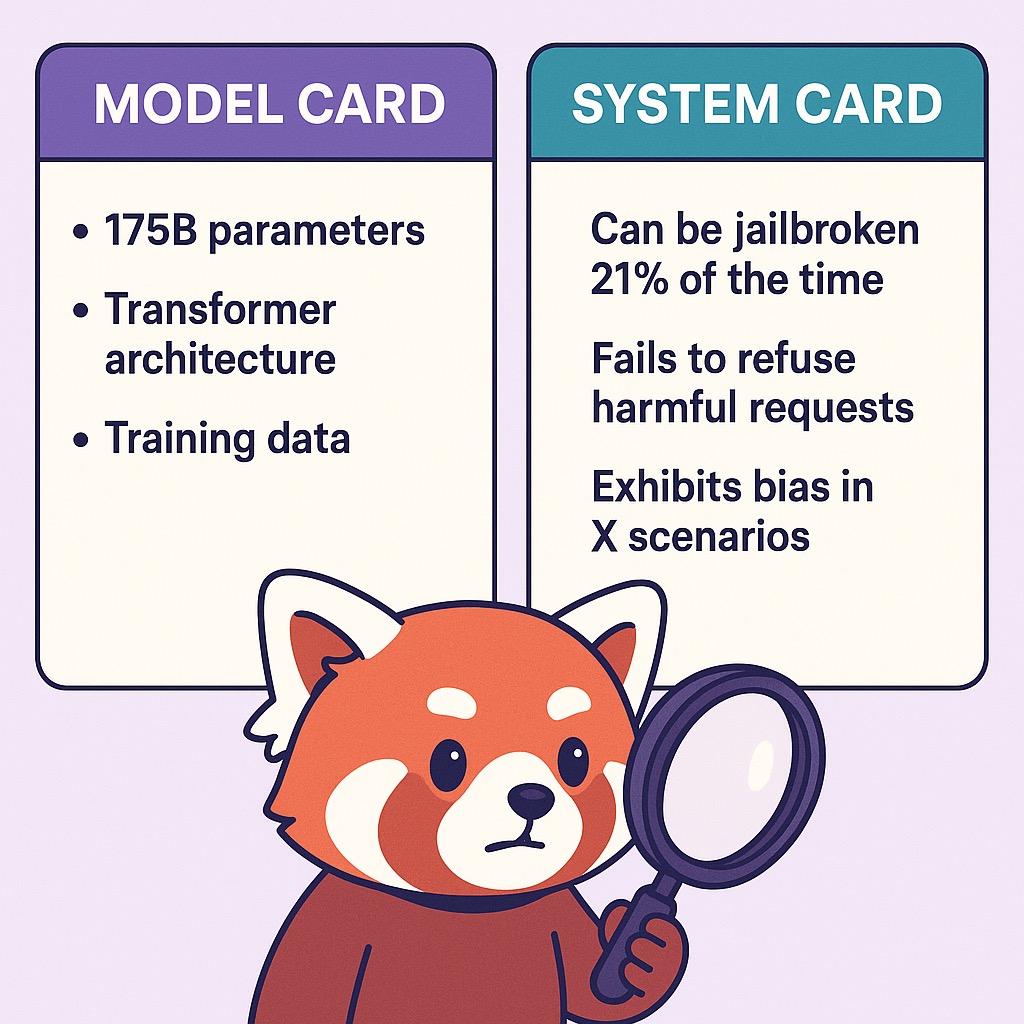 MODEL CARD
• 175B parameters
• Transformer
architecture
• Training data
SYSTEM CARD
Can be jailbroken
21% of the time
Fails to refuse
harmful requests
Exhibits bias in
X scenarios